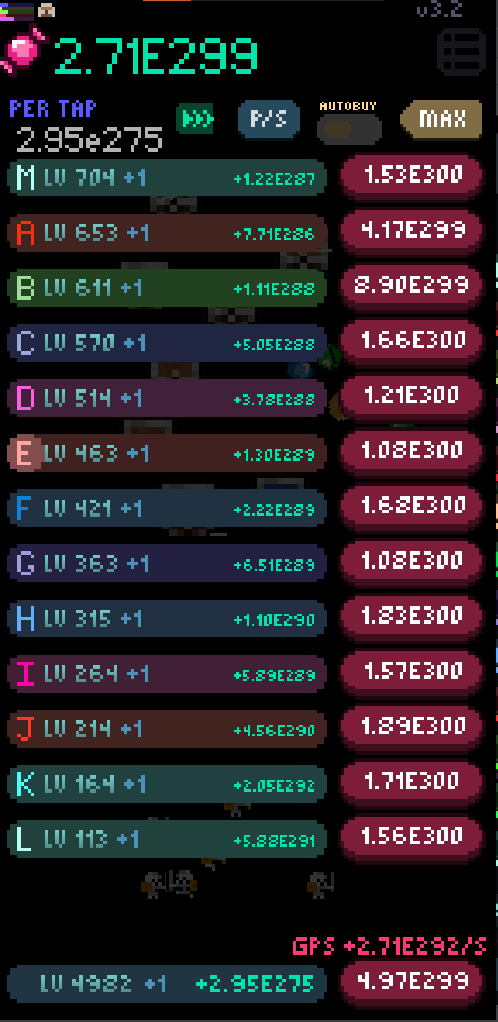 v3.2
2.71E299
PER TAP
2.95e275
P/S
AUTOBUY
MAX
M LV 704 +1 +1.22E287 1.53E300
A LV 653 +1 +7.71E286 4.17E299
B LV 611 +1 +1.11E288 8.90E299
C LV 570 +1 +5.05E288 1.66E300
D LV 514 +1 +3.78E288 1.21E300
E LV 463 +1 +1.30E289 1.08E300
F LV 421 +1 +2.22E289 1.68E300
G LV 363 +1 +6.51E289 1.08E300
H LV 315 +1 +1.10E290 1.83E300
I LV 264 +1 +5.89E289 1.57E300
J LV 214 +1 +4.56E290 1.89E300
K LV 164 +1 +2.05E292 1.71E300
L LV 113 +1 +5.88E291 1.56E300
GPS +2.71E292/S
LV 4982 +1 +2.95E275 4.97E299